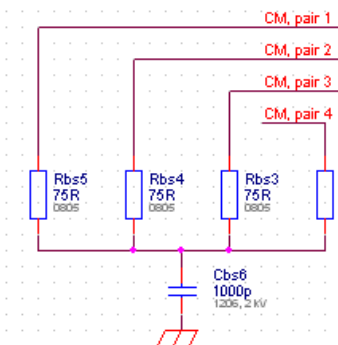 CM, pair 1
CM, pair 2
CM, pair 3
CM, pair 4
Rbs5
75R
0805
Rbs4
75R
0805
Rbs3
75R
0805
Cbs6
1000p
1206, 2 kV